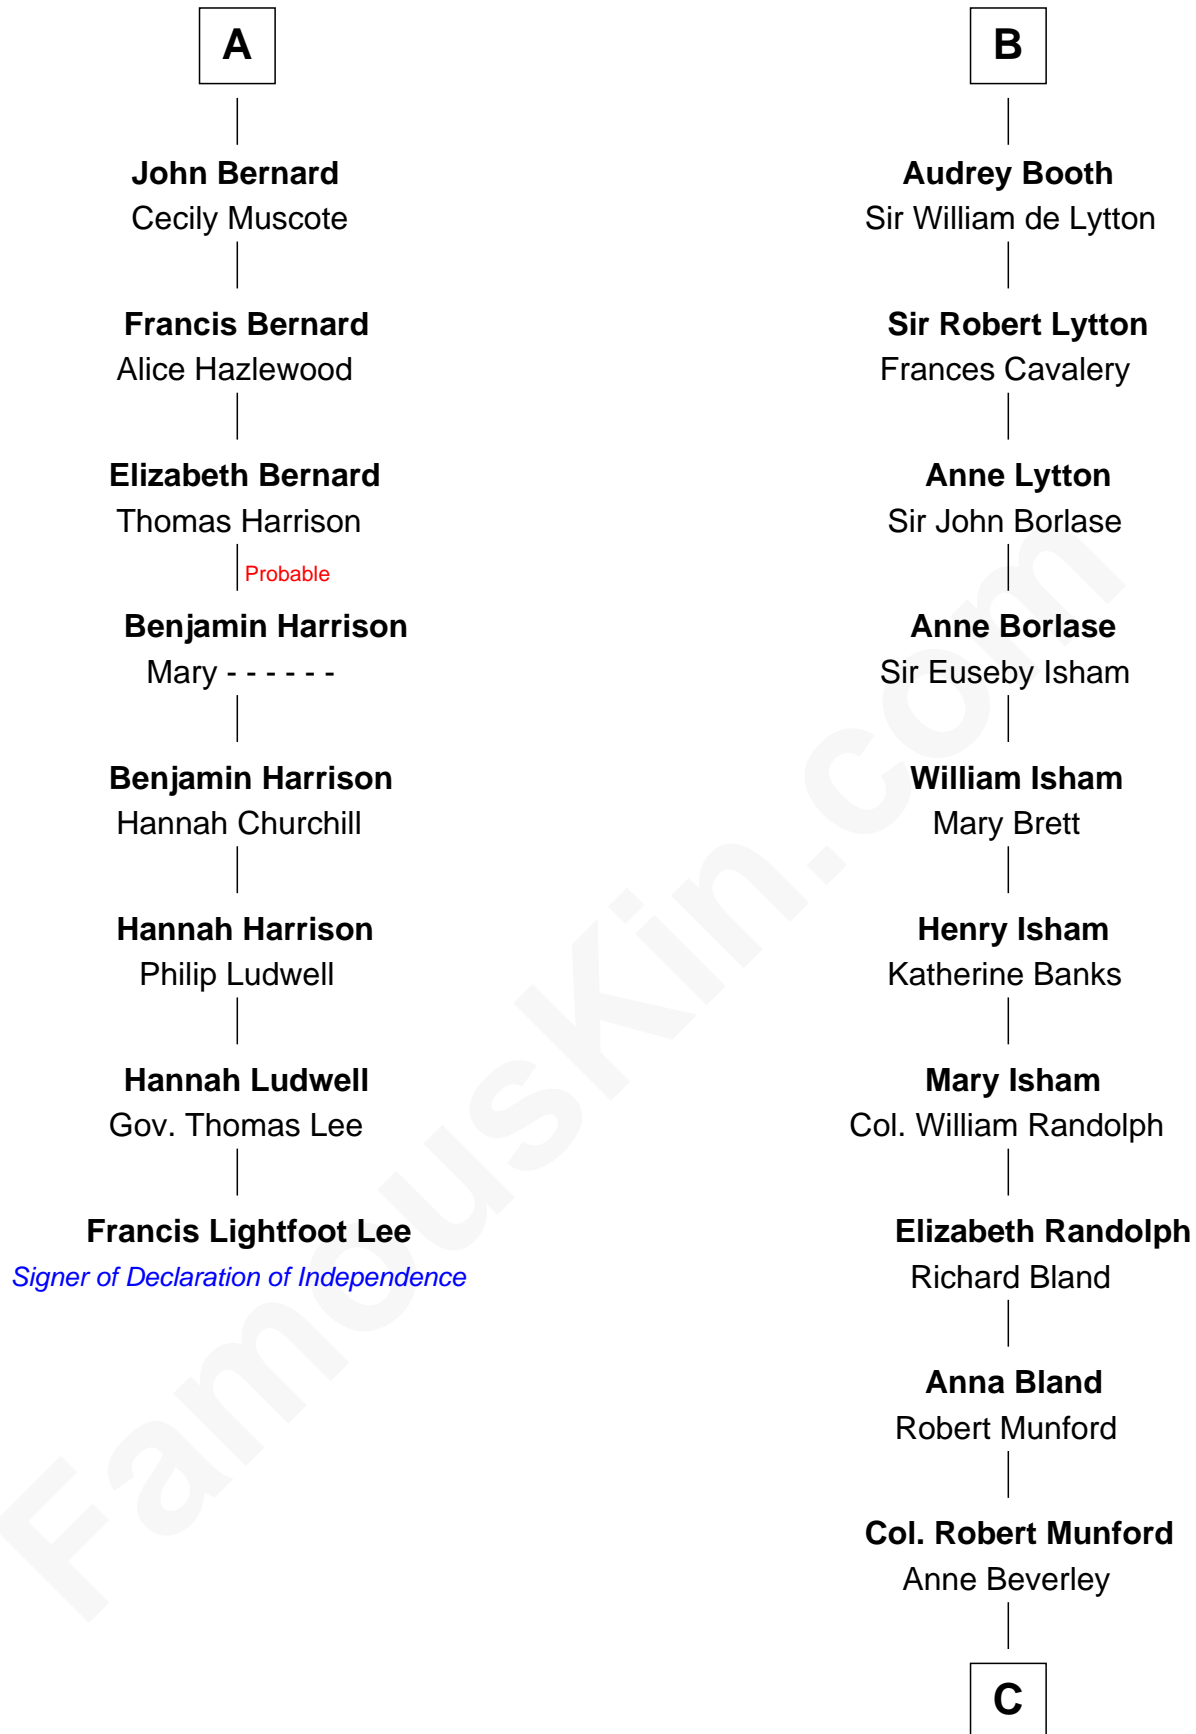 A
John Bernard
Cecily Muscote
Francis Bernard
Alice Hazlewood
Elizabeth Bernard
Thomas Harrison
Probable
Benjamin Harrison
Mary - - - - - -
Benjamin Harrison
Hannah Churchill
Hannah Harrison
Philip Ludwell
Hannah Ludwell
Gov. Thomas Lee
Francis Lightfoot Lee
Signer of Declaration of Independence
B
Audrey Booth
Sir William de Lytton
Sir Robert Lytton
Frances Cavalery
Anne Lytton
Sir John Borlase
Anne Borlase
Sir Euseby Isham
William Isham
Mary Brett
Henry Isham
Katherine Banks
Mary Isham
Col. William Randolph
Elizabeth Randolph
Richard Bland
Anna Bland
Robert Munford
Col. Robert Munford
Anne Beverley
C
FamousKin.com